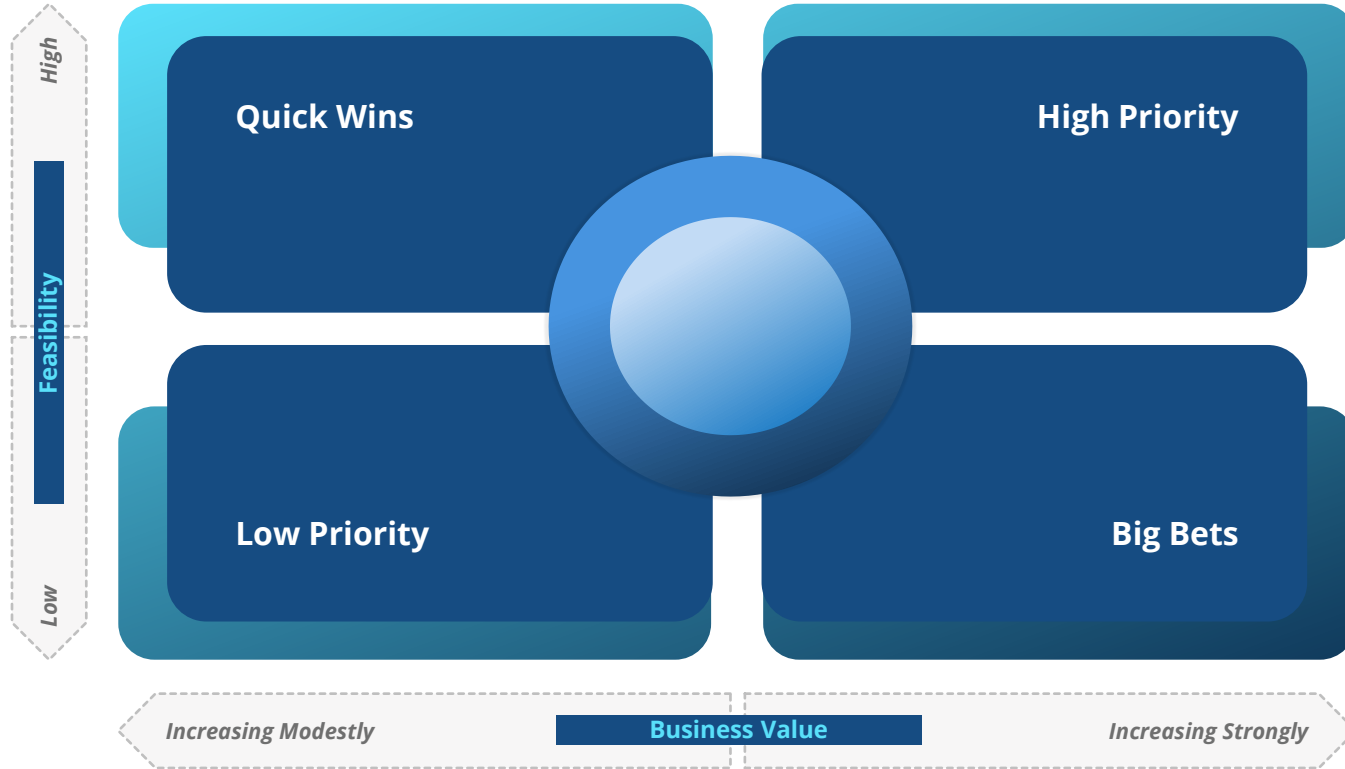 High
Quick Wins
High Priority
Feasibility
Low Priority
Big Bets
Low
Increasing Modestly
Business Value
Increasing Strongly